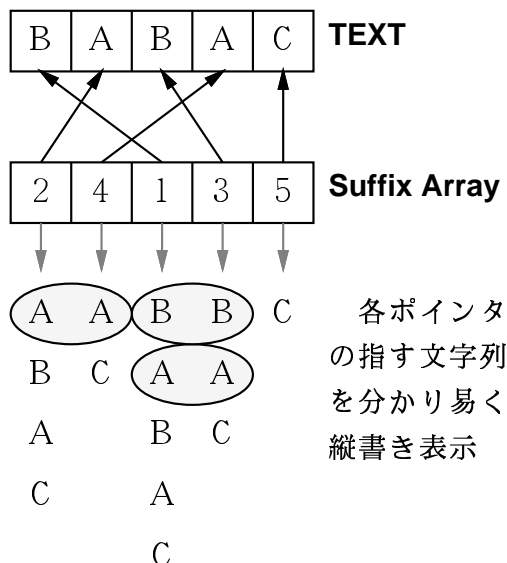 B A B A C TEXT
2 4 1 3 5 Suffix Array
A A B B C
B C A A
A B C
C A
C
各ポインタ
の指す文字列
を分かり易く
縦書き表示